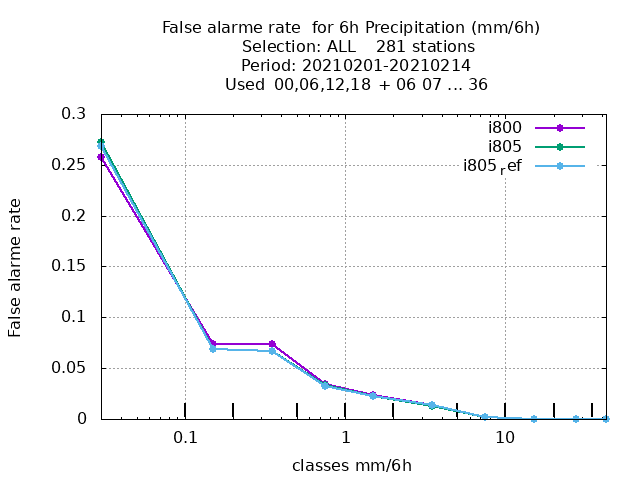 False alarme rate  for 6h Precipitation (mm/6h)
Selection: ALL    281 stations
Period: 20210201-20210214
Used  00,06,12,18  + 06 07 ... 36
0.3
i800
i805
i805ref
0.25
0.2
0.15
0.1
0.05
0
False alarme rate
0.1 1 10
classes mm/6h